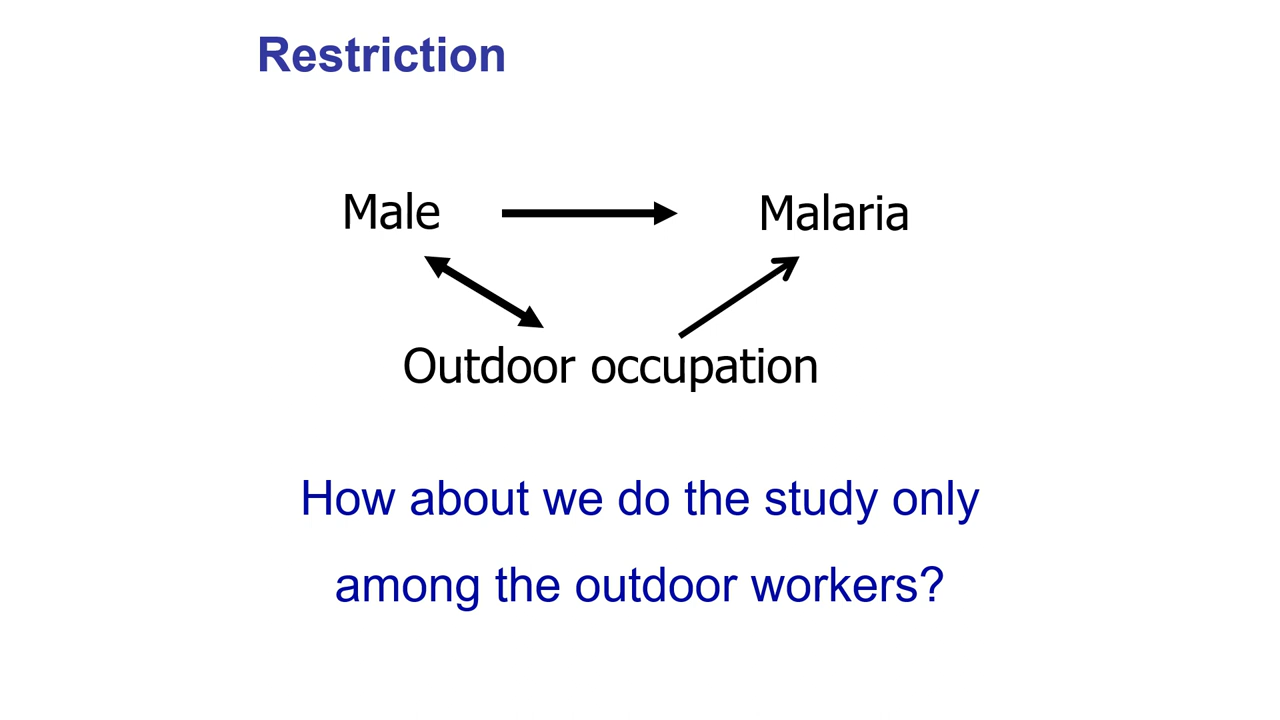 Restriction
Male
Malaria
Outdoor occupation
How about we do the study only
among the outdoor workers?